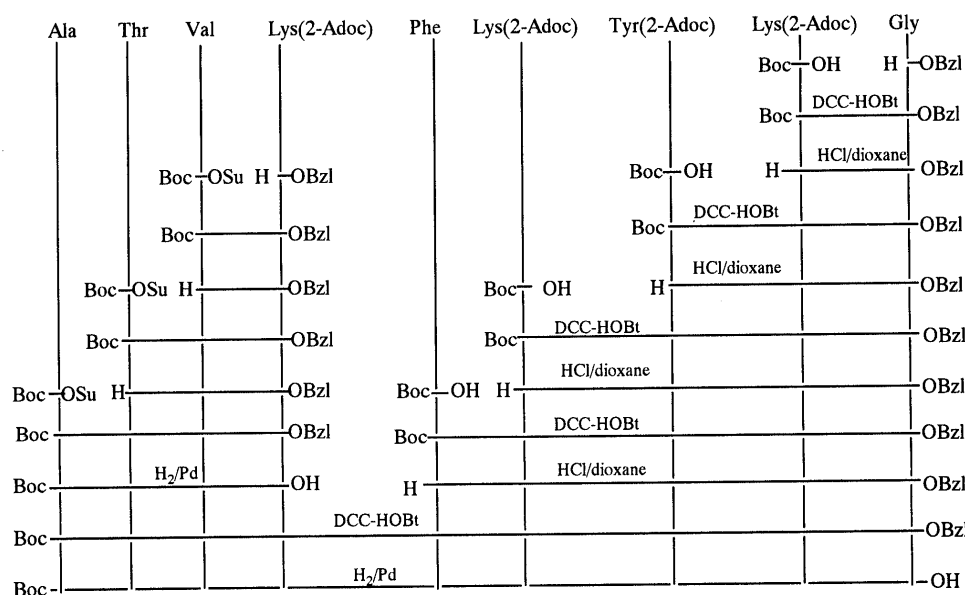 Ala Thr Val Lys(2-Adoc) Phe Lys(2-Adoc) Tyr(2-Adoc) Lys(2-Adoc) Gly
Boc OH H OBzl
DCC-HOBt
Boc OBzl
HCl/dioxane
Boc OSu H OBzl Boc OH H OBzl
DCC-HOBt
Boc OBzl Boc OBzl
HCl/dioxane
Boc OSu H OBzl Boc OH H OBzl
DCC-HOBt
Boc OBzl Boc OBzl
HCl/dioxane
Boc OSu H OBzl Boc OH H OBzl
DCC-HOBt
Boc OBzl Boc OBzl
H₂/Pd HCl/dioxane
Boc OH H OBzl
DCC-HOBt
Boc OBzl
H₂/Pd
Boc OH